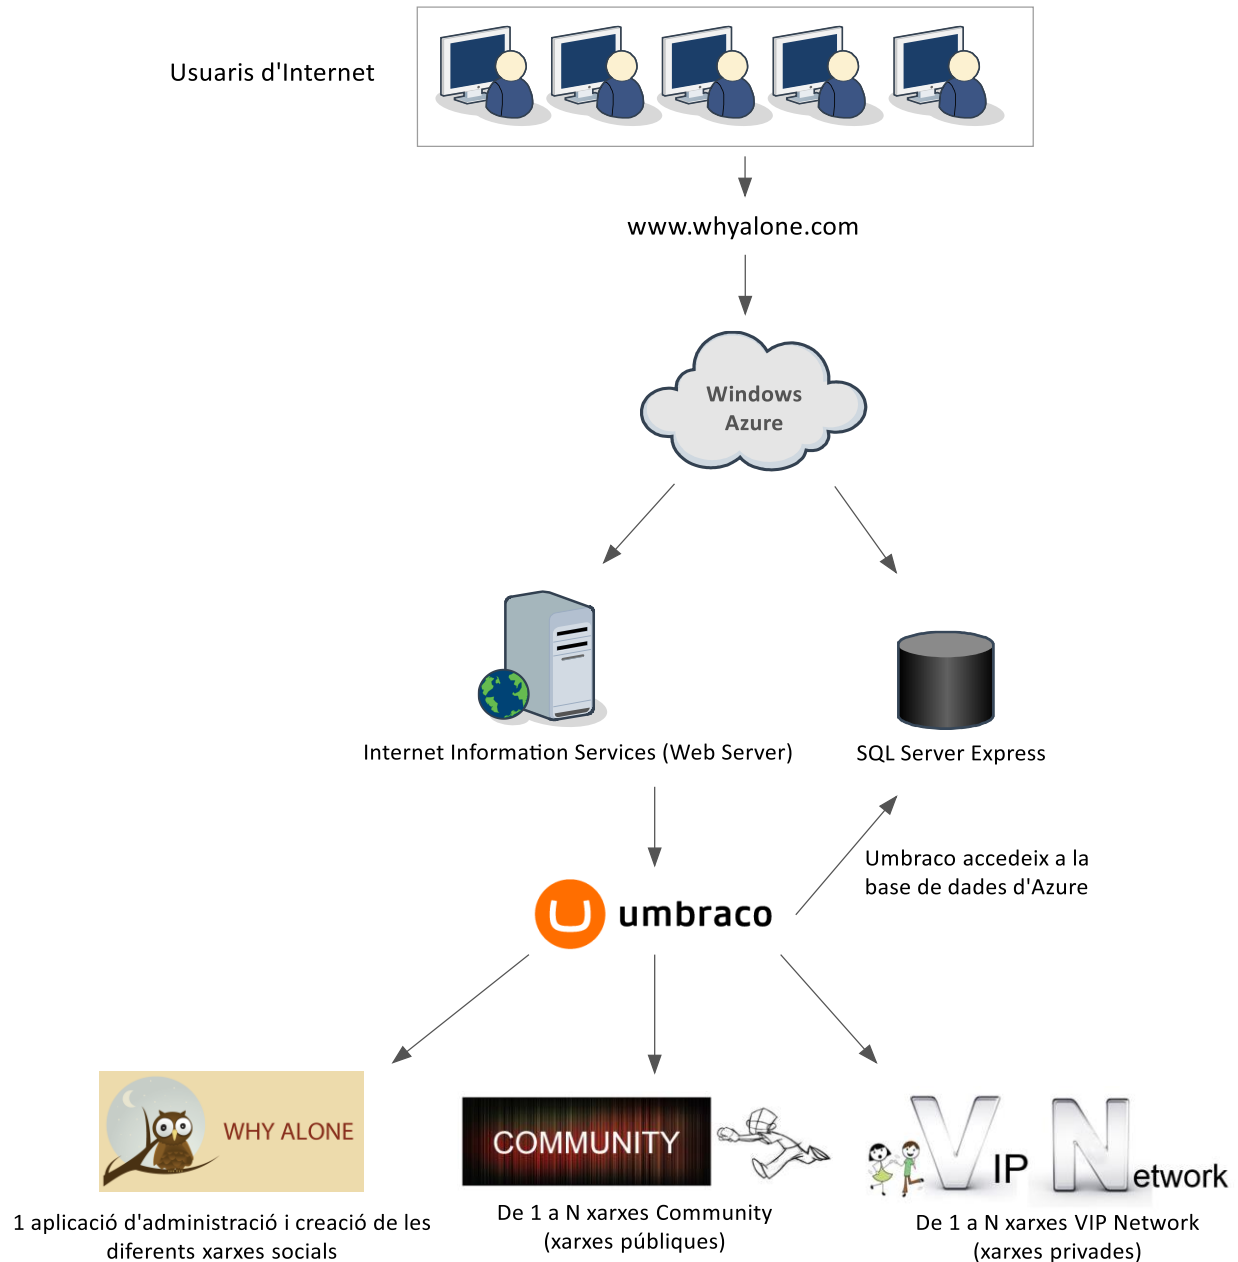 Usuaris d'Internet
www.whyalone.com
Windows
Azure
Internet Information Services (Web Server)
SQL Server Express
Umbraco accedeix a la
base de dades d'Azure
umbraco
WHY ALONE
COMMUNITY
VIP Network
1 aplicació d'administració i creació de les
diferents xarxes socials
De 1 a N xarxes Community
(xarxes públiques)
De 1 a N xarxes VIP Network
(xarxes privades)